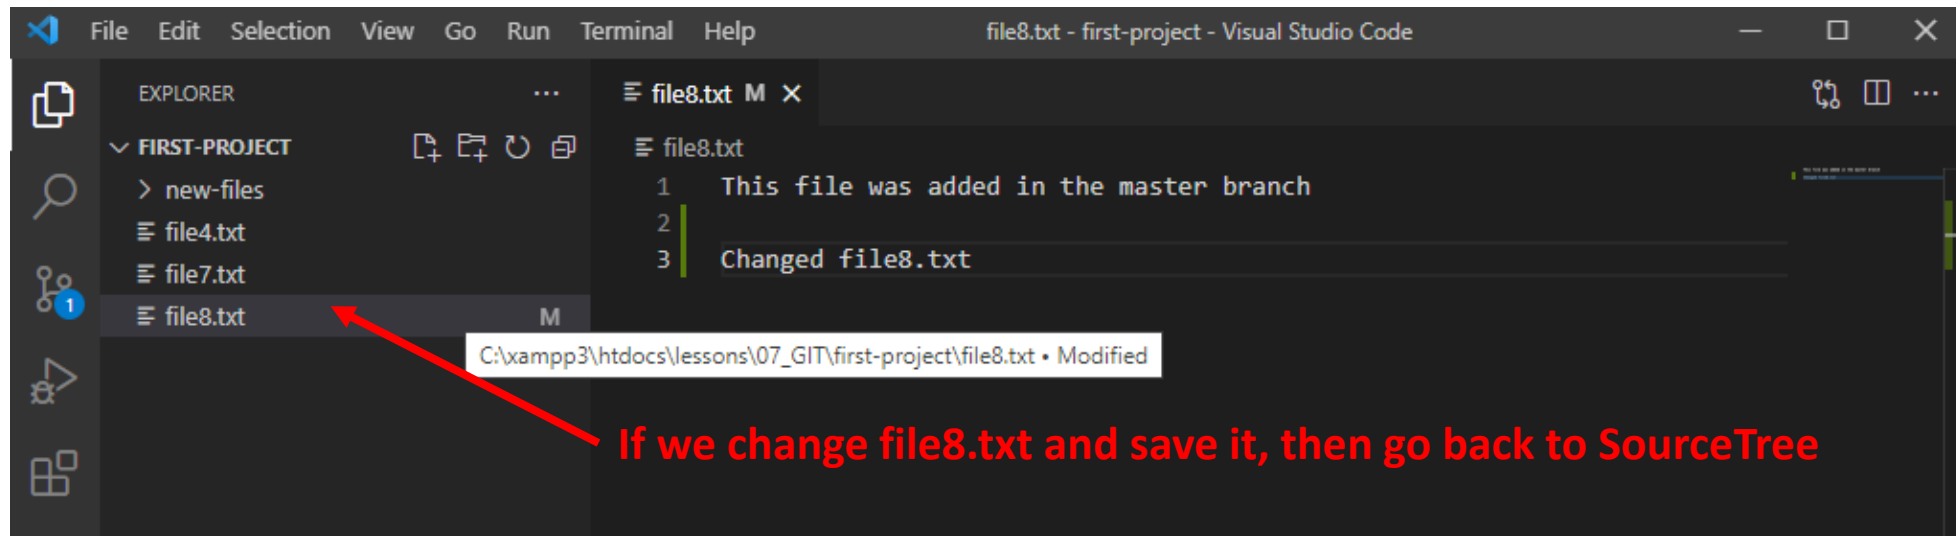 File Edit Selection View Go Run Terminal Help file8.txt - first-project - Visual Studio Code
EXPLORER
FIRST-PROJECT
new-files
file4.txt
file7.txt
file8.txt M
1
C:\xampp3\htdocs\lessons\07_GIT\first-project\file8.txt • Modified
file8.txt M
file8.txt
1 This file was added in the master branch
2
3 Changed file8.txt
If we change file8.txt and save it, then go back to SourceTree